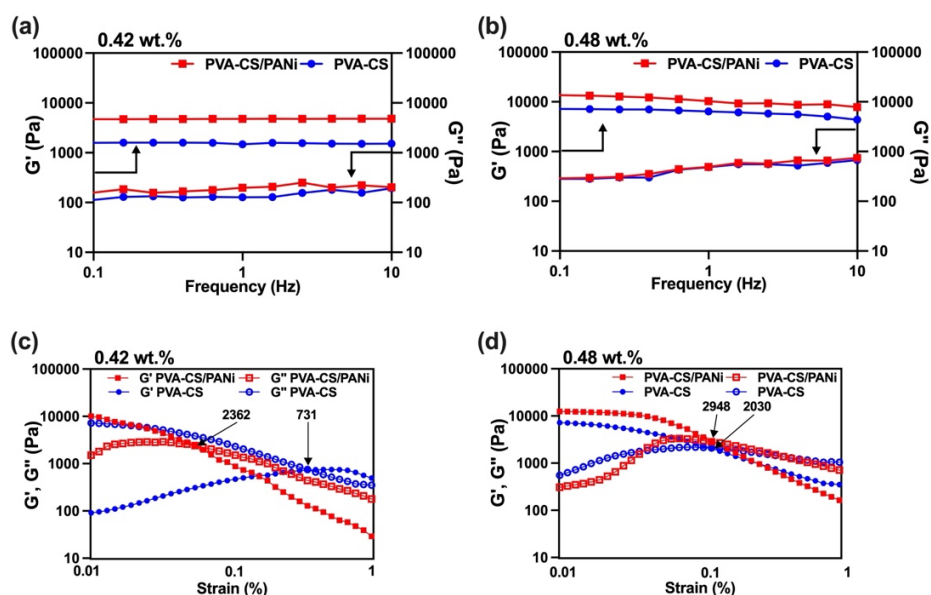 (a)
0.42 wt.%
PVA-CS/PANi PVA-CS
100000
10000
1000
100
10
G' (Pa)
100000
10000
1000
100
10
G'' (Pa)
0.1 1 10
Frequency (Hz)
(b)
0.48 wt.%
PVA-CS/PANi PVA-CS
100000
10000
1000
100
10
G' (Pa)
100000
10000
1000
100
10
G'' (Pa)
0.1 1 10
Frequency (Hz)
(c)
0.42 wt.%
G' PVA-CS/PANi G'' PVA-CS/PANi
G' PVA-CS G'' PVA-CS
2362 731
100000
10000
1000
100
10
G', G'' (Pa)
0.01 0.1 1
Strain (%)
(d)
0.48 wt.%
PVA-CS/PANi PVA-CS/PANi
PVA-CS PVA-CS
2948 2030
100000
10000
1000
100
10
G', G'' (Pa)
0.01 0.1 1
Strain (%)